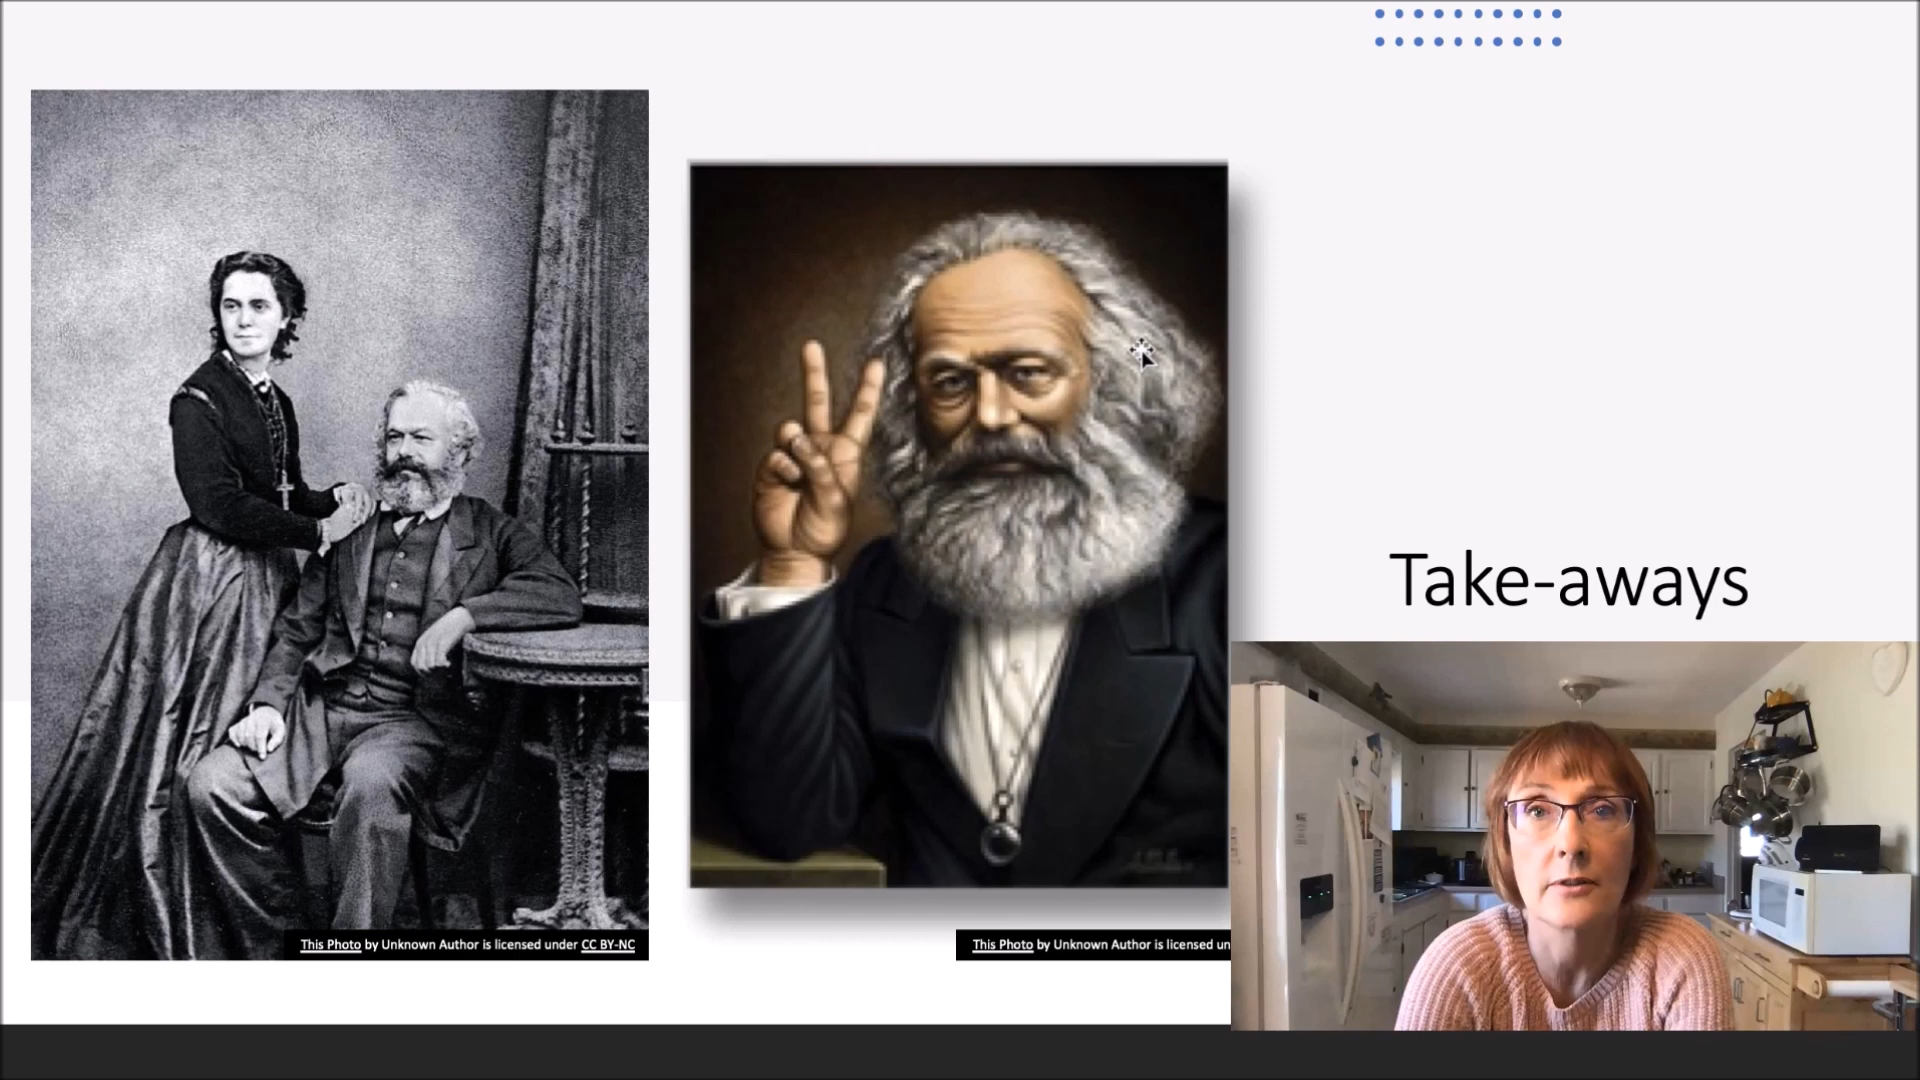 Take-aways
This Photo by Unknown Author is licensed under CC BY-NC
This Photo by Unknown Author is licensed